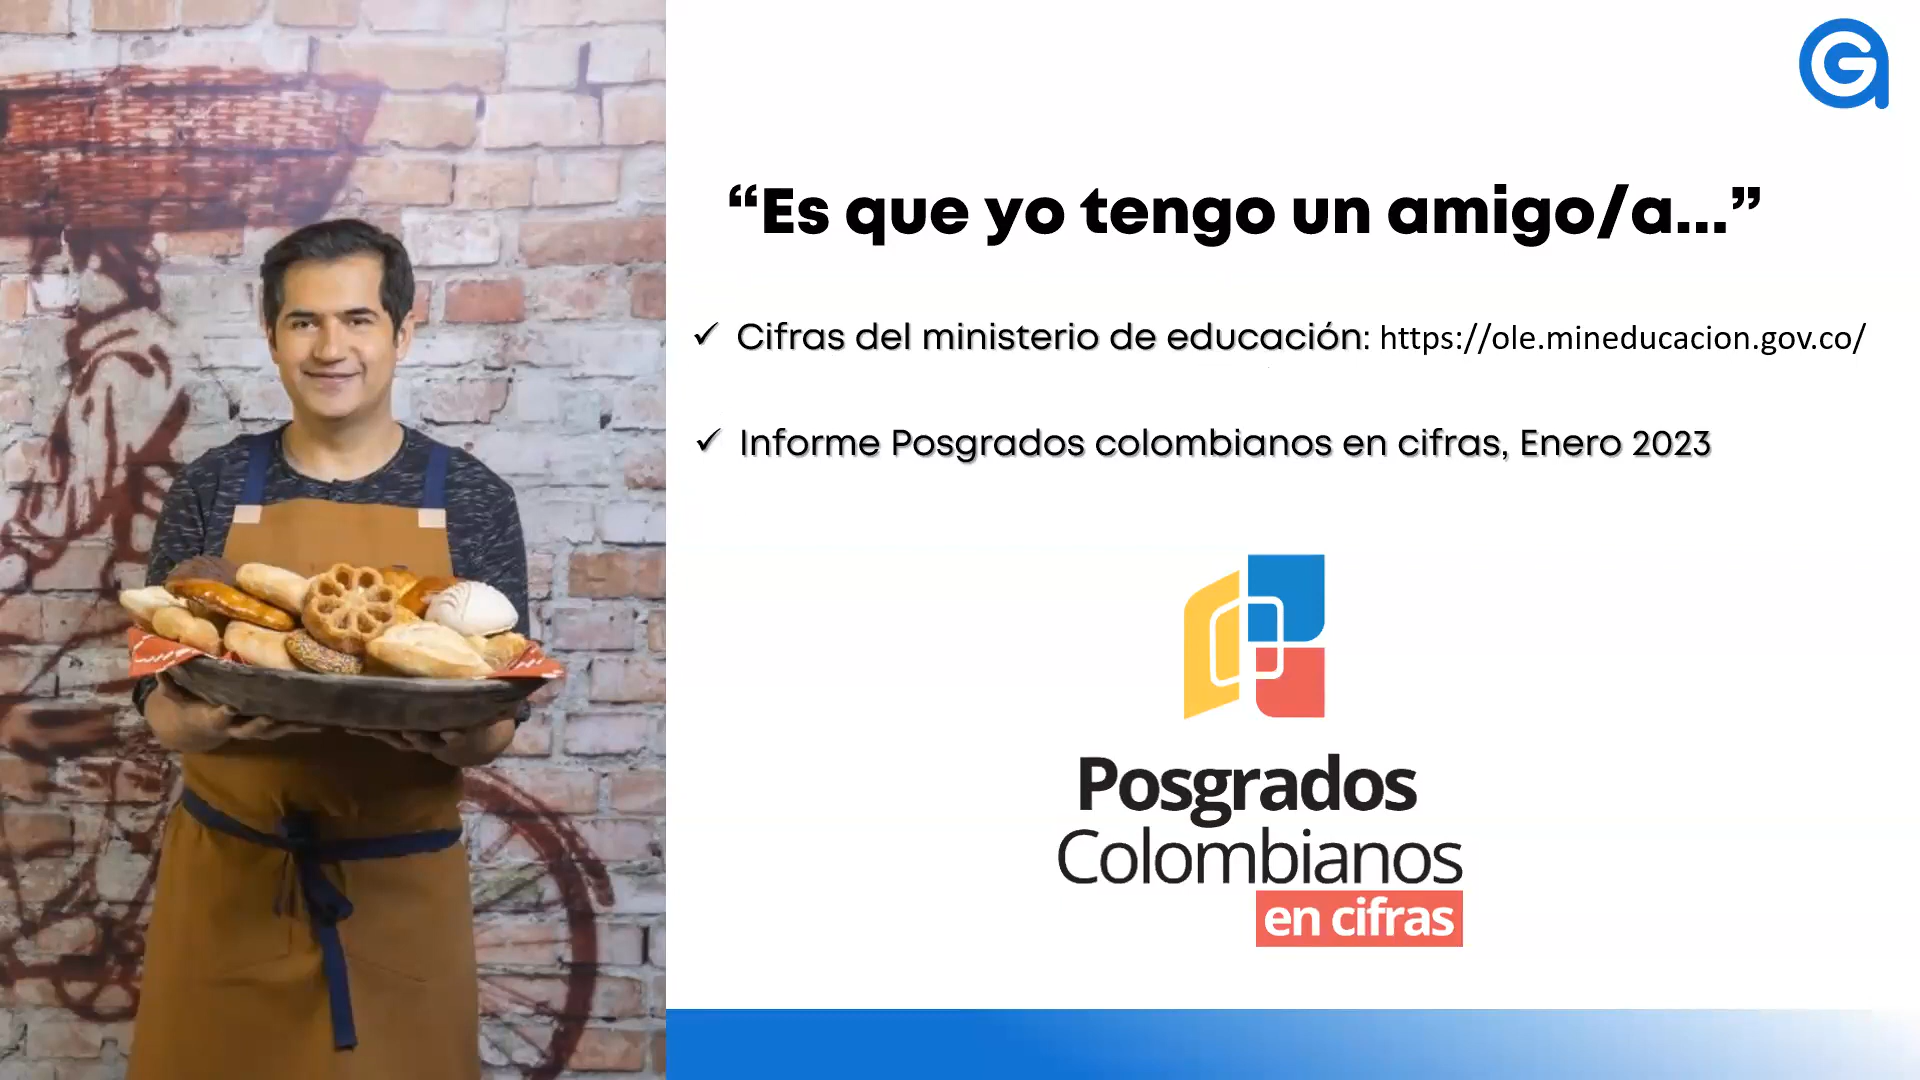 “Es que yo tengo un amigo/a...”
✓ Cifras del ministerio de educación: https://ole.mineducacion.gov.co/
✓ Informe Posgrados colombianos en cifras, Enero 2023
Posgrados
Colombianos
en cifras